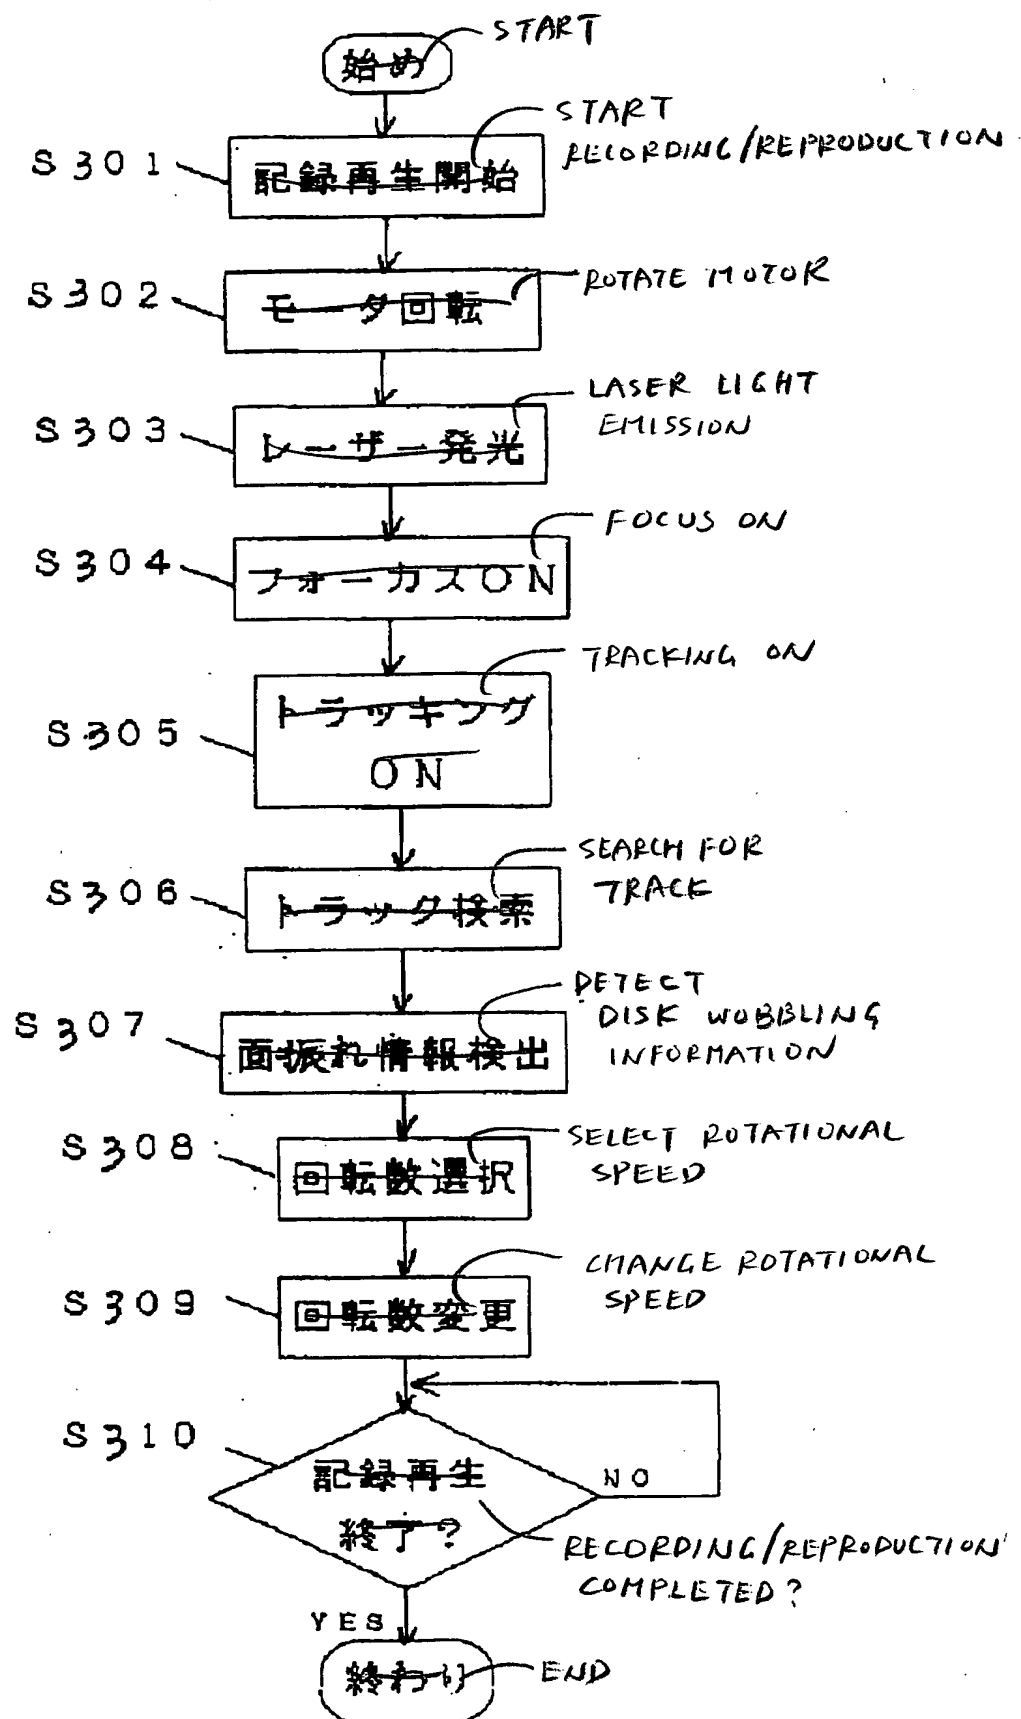 始め
START
S301
記録再生開始
START
RECORDING/REPRODUCTION
S302
モータ回転
ROTATE MOTOR
S303
レーザー発光
LASER LIGHT
EMISSION
S304
フォーカスON
FOCUS ON
S305
トラッキング
ON
TRACKING ON
S306
トラック検索
SEARCH FOR
TRACK
S307
面振れ情報検出
DETECT
DISK WOBBLING
INFORMATION
S308
回転数選択
SELECT ROTATIONAL
SPEED
S309
回転数変更
CHANGE ROTATIONAL
SPEED
S310
記録再生
終了?
NO
RECORDING/REPRODUCTION
COMPLETED?
YES
終わり
END